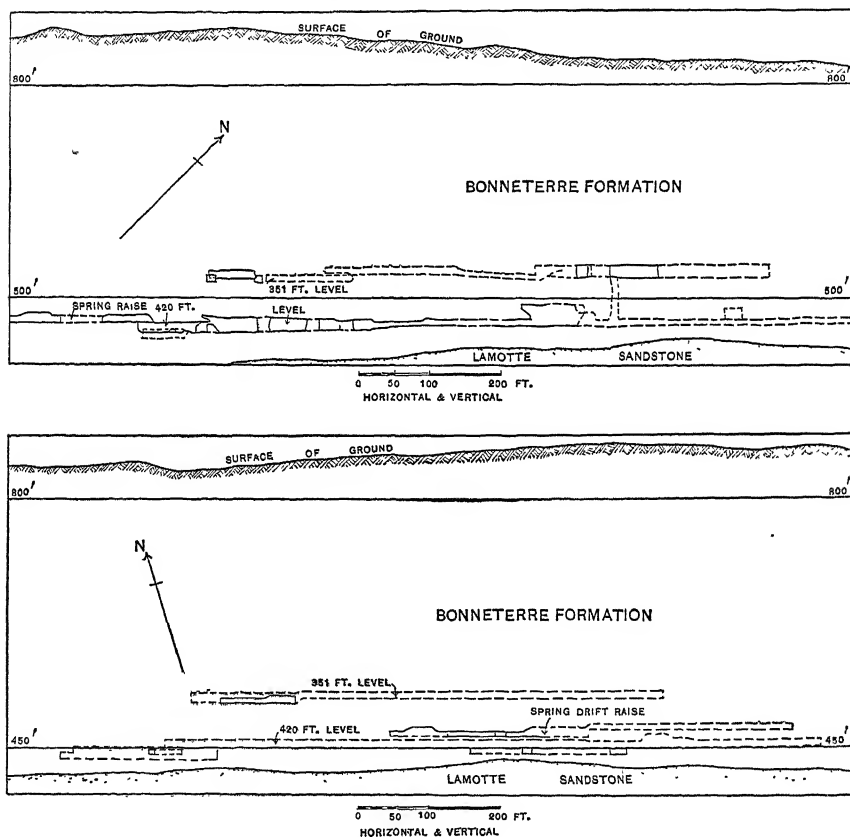 SURFACE OF GROUND
800' 800'
N
BONNETERRE FORMATION
351 FT. LEVEL
500' 500'
SPRING RAISE 420 FT. LEVEL
LAMOTTE SANDSTONE
0 50 100 200 FT.
HORIZONTAL & VERTICAL
SURFACE OF GROUND
800' 800'
N
BONNETERRE FORMATION
351 FT. LEVEL
SPRING DRIFT RAISE
420 FT. LEVEL
450' 450'
LAMOTTE SANDSTONE
0 50 100 200 FT.
HORIZONTAL & VERTICAL